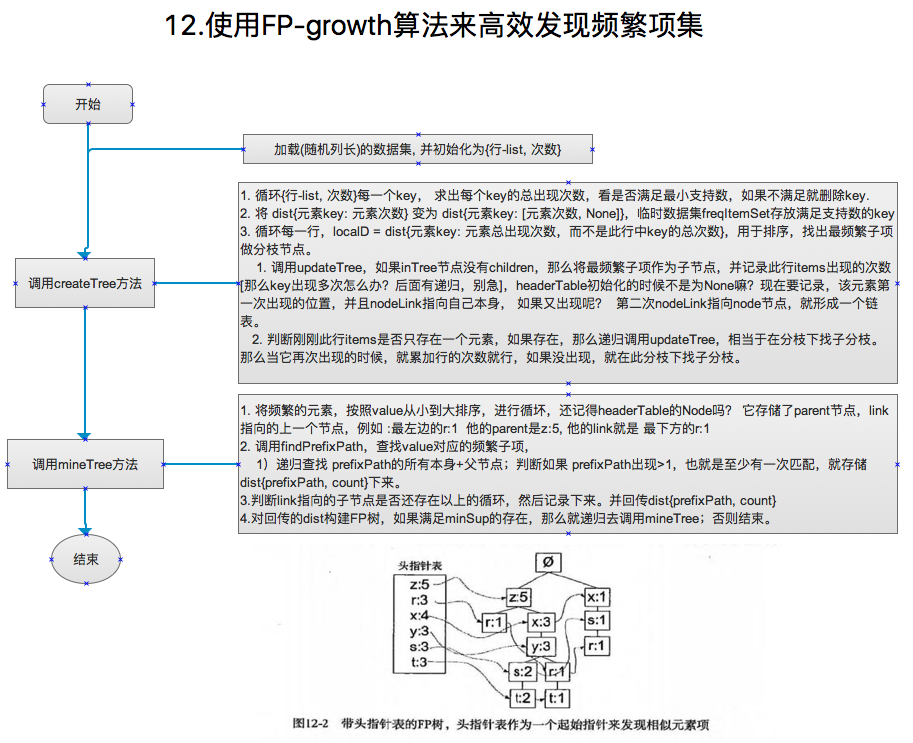 12.使用FP-growth算法来高效发现频繁项集
开始
加载(随机列长)的数据集, 并初始化为{行-list, 次数}
1. 循环{行-list, 次数}每一个key， 求出每个key的总出现次数，看是否满足最小支持数，如果不满足就删除key.
2. 将 dist{元素key: 元素次数} 变为 dist{元素key: [元素次数, None]}，临时数据集freqItemSet存放满足支持数的key
3. 循环每一行，localD = dist{元素key: 元素总出现次数，而不是此行中key的总次数}，用于排序，找出最频繁子项
做分枝节点。
1. 调用updateTree，如果inTree节点没有children，那么将最频繁子项作为子节点，并记录此行items出现的次数
[那么key出现多次怎么办？后面有递归，别急]，headerTable初始化的时候不是为None嘛？现在要记录，该元素第
一次出现的位置，并且nodeLink指向自己本身， 如果又出现呢？ 第二次nodeLink指向node节点，就形成一个链
表。
2. 判断刚刚此行items是否只存在一个元素，如果存在，那么递归调用updateTree，相当于在分枝下找子分枝。
那么当它再次出现的时候，就累加行的次数就行，如果没出现，就在此分枝下找子分枝。
调用createTree方法
1. 将频繁的元素，按照value从小到大排序，进行循环，还记得headerTable的Node吗？ 它存储了parent节点，link
指向的上一个节点，例如 :最左边的r:1 他的parent是z:5, 他的link就是 最下方的r:1
2. 调用findPrefixPath，查找value对应的频繁子项，
1）递归查找 prefixPath的所有本身+父节点；判断如果 prefixPath出现>1，也就是至少有一次匹配，就存储
dist{prefixPath, count}下来。
3.判断link指向的子节点是否还存在以上的循环，然后记录下来。并回传dist{prefixPath, count}
4.对回传的dist构建FP树，如果满足minSup的存在，那么就递归去调用mineTree；否则结束。
调用mineTree方法
结束
头指针表
z:5
r:3
x:4
y:3
s:3
t:3
Ø
z:5
x:1
r:1
x:3
s:1
y:3
r:1
s:2
r:1
t:2
t:1
图12-2 带头指针表的FP树，头指针表作为一个起始指针来发现相似元素项